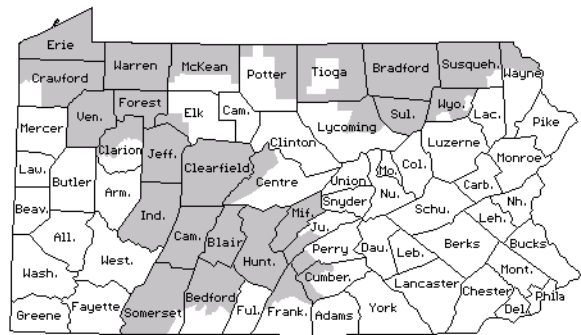 Erie
Crawford
Warren
McKean
Potter
Tioga
Bradford
Susqueh.
Wayne
Forest
Ven.
Elk
Cam.
Lycoming
Sul.
Wyo.
Lac.
Pike
Mercer
Clarion
Jeff.
Clearfield
Clinton
Centre
Luzerne
Monroe
Law.
Butler
Arm.
Union
Mo.
Col.
Carb.
Snyder
Nu.
Beav.
Ind.
Mif.
Schu.
Leh.
Nh.
All.
West.
Cam.
Blair
Hunt.
Ju.
Perry
Dau.
Leb.
Berks
Bucks
Wash.
Cumber.
Lancaster
Mont.
Chester
Phila
Del.
Greene
Fayette
Somerset
Bedford
Ful.
Frank.
Adams
York